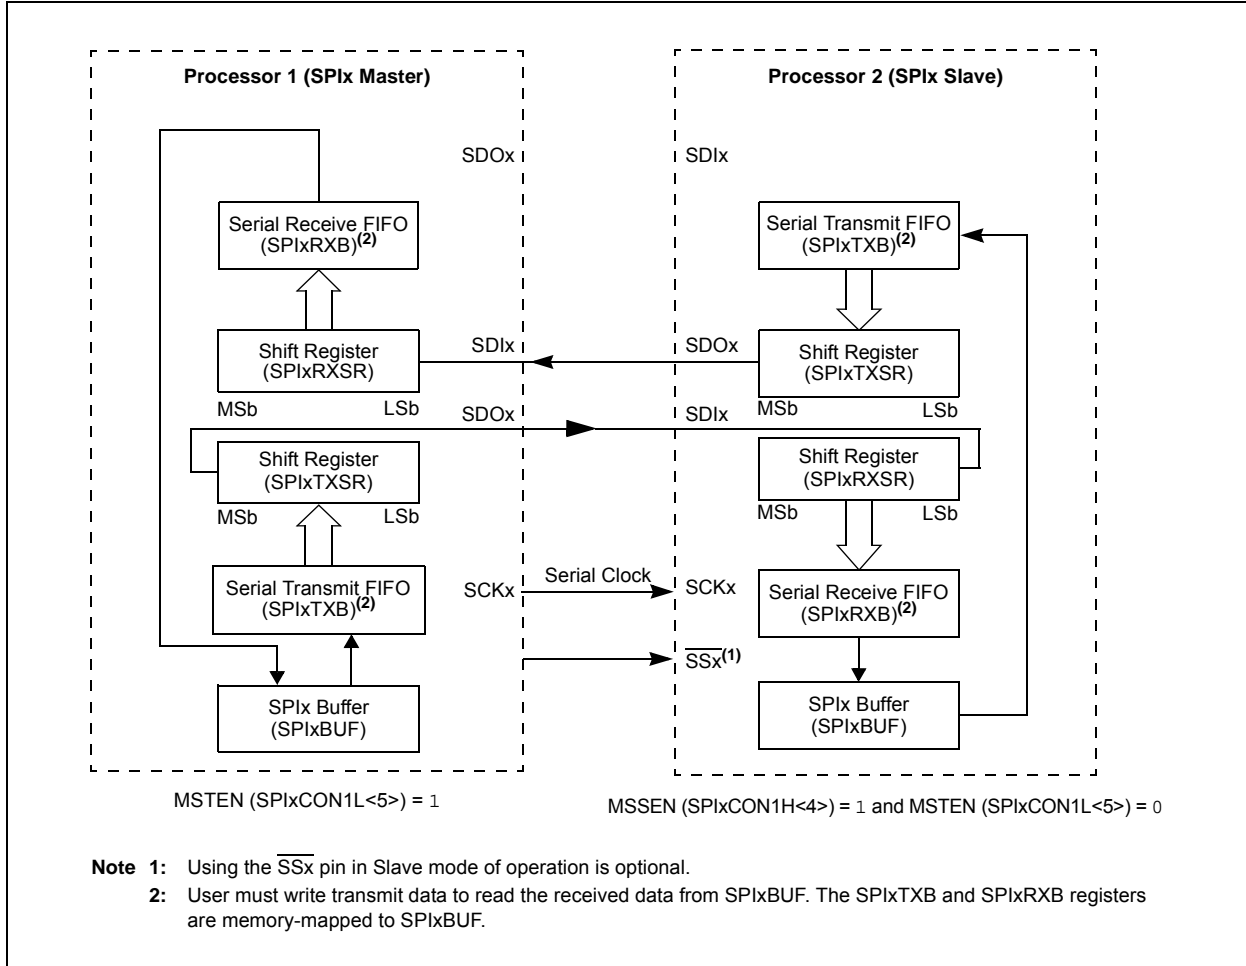 Processor 1 (SPIx Master)
Processor 2 (SPIx Slave)
SDOx
SDIx
Serial Receive FIFO
(SPIxRXB)(2)
Serial Transmit FIFO
(SPIxTXB)(2)
Shift Register
(SPIxRXSR)
SDIx
SDOx
Shift Register
(SPIxTXSR)
MSb
LSb
MSb
LSb
SDOx
SDIx
Shift Register
(SPIxTXSR)
Shift Register
(SPIxRXSR)
MSb
LSb
MSb
LSb
Serial Transmit FIFO
(SPIxTXB)(2)
SCKx
Serial Clock
SCKx
Serial Receive FIFO
(SPIxRXB)(2)
SSx(1)
SPIx Buffer
(SPIxBUF)
SPIx Buffer
(SPIxBUF)
MSTEN (SPIxCON1L<5>) = 1
MSSEN (SPIxCON1H<4>) = 1 and MSTEN (SPIxCON1L<5>) = 0
Note 1: Using the SSx pin in Slave mode of operation is optional.
2: User must write transmit data to read the received data from SPIxBUF. The SPIxTXB and SPIxRXB registers
are memory-mapped to SPIxBUF.